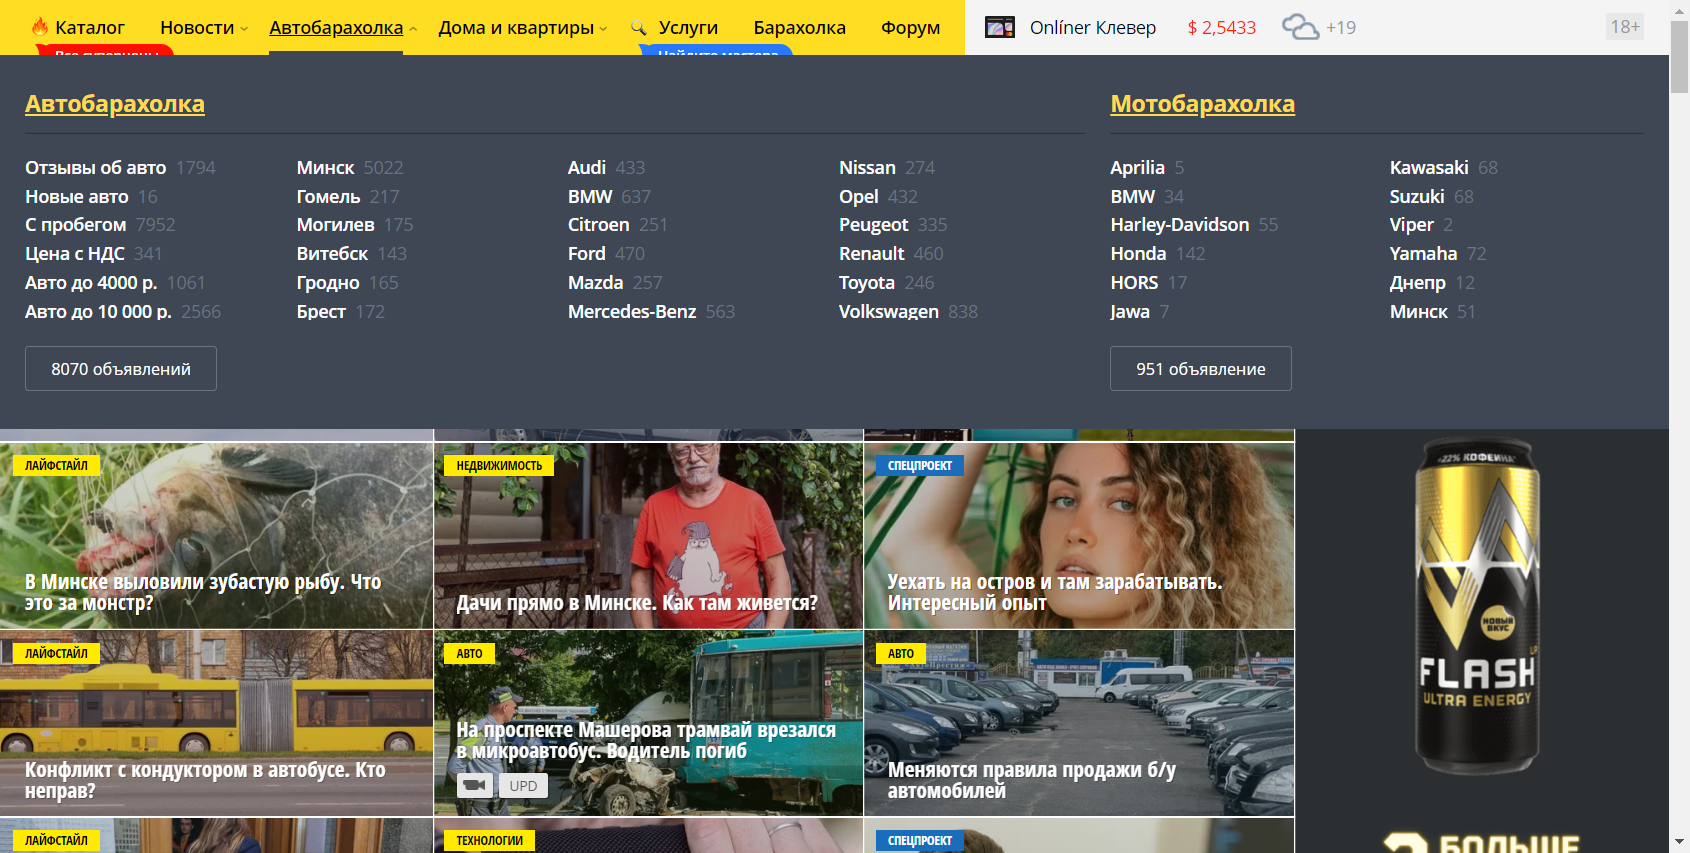 Каталог
Новости
Автобарахолка
Дома и квартиры
Услуги
Барахолка
Форум
Onlíner Клевер
$ 2,5433
+19
18+
Автобарахолка
Отзывы об авто 1794
Новые авто 16
С пробегом 7952
Цена с НДС 341
Авто до 4000 р. 1061
Авто до 10 000 р. 2566
Минск 5022
Гомель 217
Могилев 175
Витебск 143
Гродно 165
Брест 172
Audi 433
BMW 637
Citroen 251
Ford 470
Mazda 257
Mercedes-Benz 563
Nissan 274
Opel 432
Peugeot 335
Renault 460
Toyota 246
Volkswagen 838
8070 объявлений
Мотобарахолка
Aprilia 5
BMW 34
Harley-Davidson 55
Honda 142
HORS 17
Jawa 7
Kawasaki 68
Suzuki 68
Viper 2
Yamaha 72
Днепр 12
Минск 51
951 объявление
ЛАЙФСТАЙЛ
В Минске выловили зубастую рыбу. Что
это за монстр?
НЕДВИЖИМОСТЬ
Дачи прямо в Минске. Как там живется?
СПЕЦПРОЕКТ
Уехать на остров и там зарабатывать.
Интересный опыт
ЛАЙФСТАЙЛ
Конфликт с кондуктором в автобусе. Кто
неправ?
АВТО
На проспекте Машерова трамвай врезался
в микроавтобус. Водитель погиб
UPD
АВТО
Меняются правила продажи б/у
автомобилей
ЛАЙФСТАЙЛ
ТЕХНОЛОГИИ
СПЕЦПРОЕКТ
+22% КОФЕИНА*
НОВЫЙ
ВКУС
FLASH
UP
ULTRA ENERGY
БОЛЬШЕ